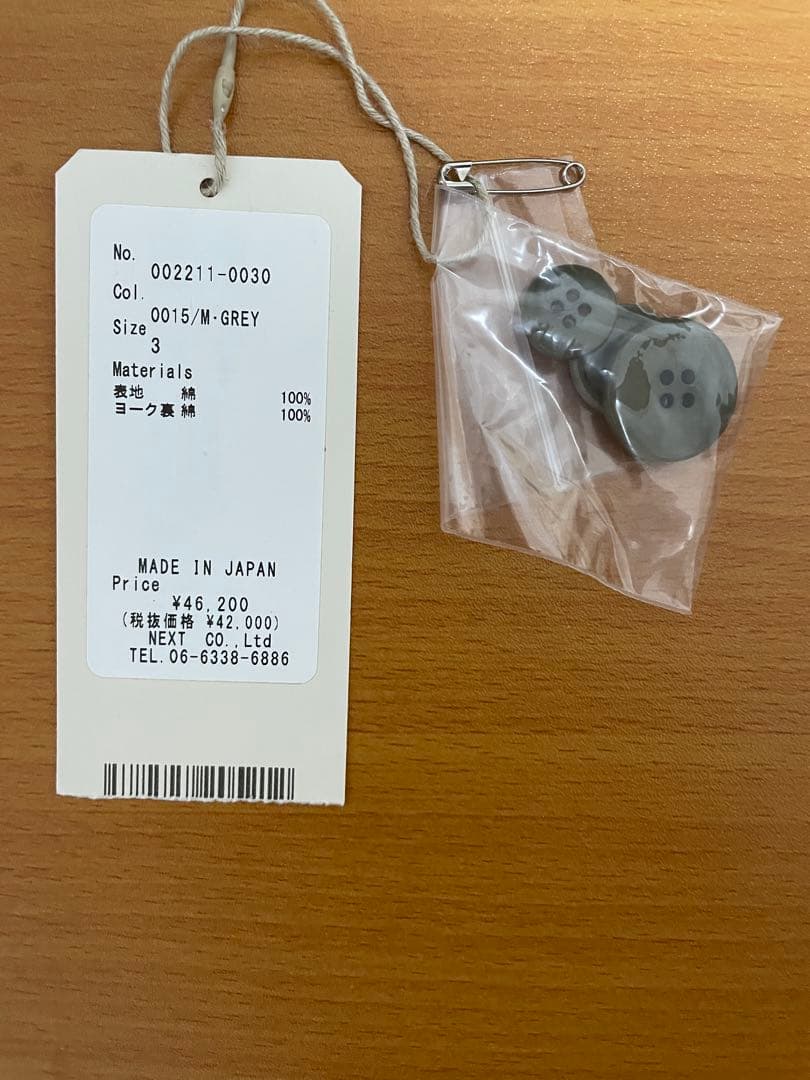 No.
002211-0030
Col.
0015/M·GREY
Size
3
Materials
表地 綿 100%
ヨーク裏 綿 100%
MADE IN JAPAN
Price
¥46,200
(税抜価格 ¥42,000)
NEXT CO.,Ltd
TEL.06-6338-6886